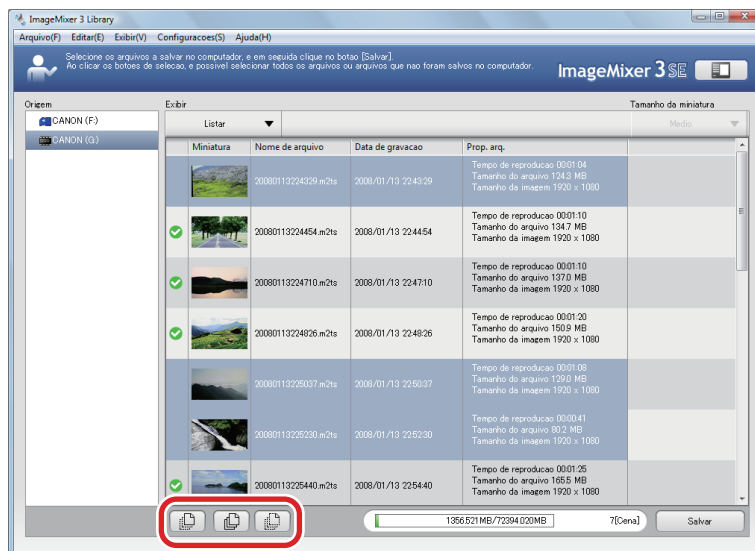 ImageMixer 3 Library
Arquivo(F) Editar(E) Exibir(V) Configuracoes(S) Ajuda(H)
Selecione os arquivos a salvar no computador, e em seguida clique no botao [Salvar].
Ao clicar os botoes de selecao, e possivel selecionar todos os arquivos ou arquivos que nao foram salvos no computador.
ImageMixer 3 SE
Origem
Exibir
Tamanho da miniatura
CANON (F:)
CANON (G:)
Listar
Medio
Miniatura Nome de arquivo Data de gravacao Prop. arq.
20080113224329.m2ts 2008/01/13 22:43:29
Tempo de reproducao 00:01:04
Tamanho do arquivo 124.3 MB
Tamanho da imagem 1920 x 1080
20080113224454.m2ts 2008/01/13 22:44:54
Tempo de reproducao 00:01:10
Tamanho do arquivo 134.7 MB
Tamanho da imagem 1920 x 1080
20080113224710.m2ts 2008/01/13 22:47:10
Tempo de reproducao 00:01:10
Tamanho do arquivo 137.0 MB
Tamanho da imagem 1920 x 1080
20080113224826.m2ts 2008/01/13 22:48:26
Tempo de reproducao 00:01:20
Tamanho do arquivo 150.9 MB
Tamanho da imagem 1920 x 1080
20080113225037.m2ts 2008/01/13 22:50:37
Tempo de reproducao 00:01:08
Tamanho do arquivo 129.0 MB
Tamanho da imagem 1920 x 1080
20080113225230.m2ts 2008/01/13 22:52:30
Tempo de reproducao 00:00:41
Tamanho do arquivo 80.2 MB
Tamanho da imagem 1920 x 1080
20080113225440.m2ts 2008/01/13 22:54:40
Tempo de reproducao 00:01:25
Tamanho do arquivo 165.5 MB
Tamanho da imagem 1920 x 1080
1356.521MB/72394.020MB
7[Cena]
Salvar